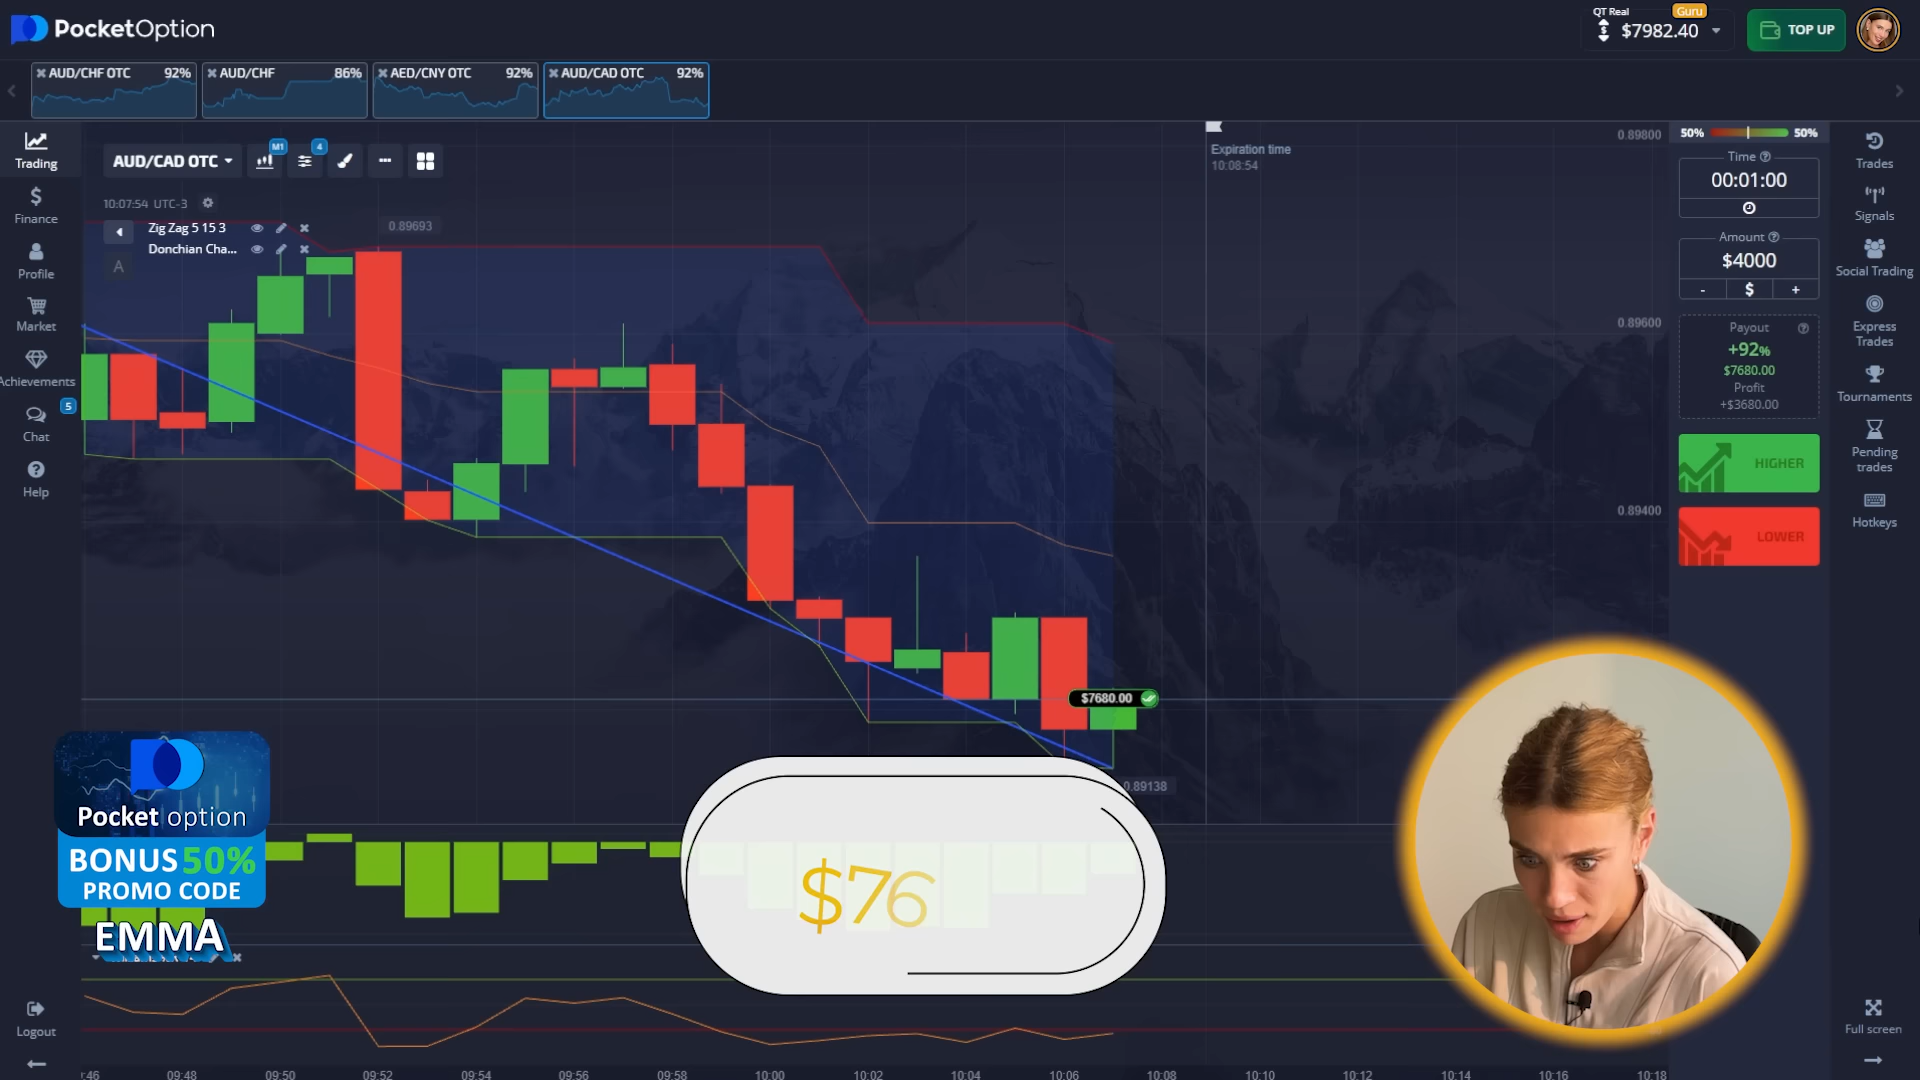 PocketOption
QT Real
Guru
$7982.40
TOP UP
AUD/CHF OTC 92%
AUD/CHF 86%
AED/CNY OTC 92%
AUD/CAD OTC 92%
Trading
Finance
Profile
Market
Achievements
5
Chat
Help
Logout
AUD/CAD OTC
M1
4
10:07:54 UTC-3
Zig Zag 5 15 3
Donchian Cha...
A
0.89693
Expiration time
10:08:54
0.89800
0.89600
0.89400
$7680.00
0.89138
50% 50%
Time
00:01:00
Amount
$4000
- $ +
Payout
+92%
$7680.00
Profit
+$3680.00
HIGHER
LOWER
Trades
Signals
Social Trading
Express
Trades
Tournaments
Pending
trades
Hotkeys
Full screen
Pocket option
BONUS 50%
PROMO CODE
EMMA
$76
:46 09:48 09:50 09:52 09:54 09:56 09:58 10:00 10:02 10:04 10:06 10:08 10:10 10:12 10:14 10:16 10:18